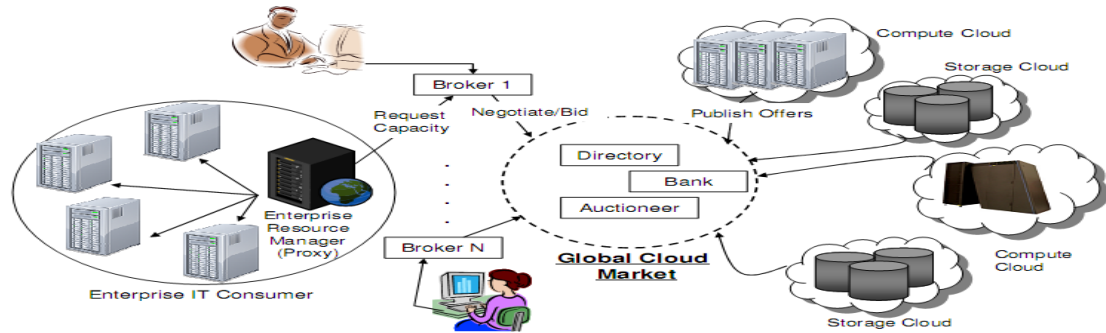 Compute Cloud
Storage Cloud
Broker 1
Request
Capacity
Negotiate/Bid
Publish Offers
Directory
Bank
Auctioneer
Enterprise
Resource
Manager
(Proxy)
Broker N
Global Cloud
Market
Compute
Cloud
Enterprise IT Consumer
Storage Cloud